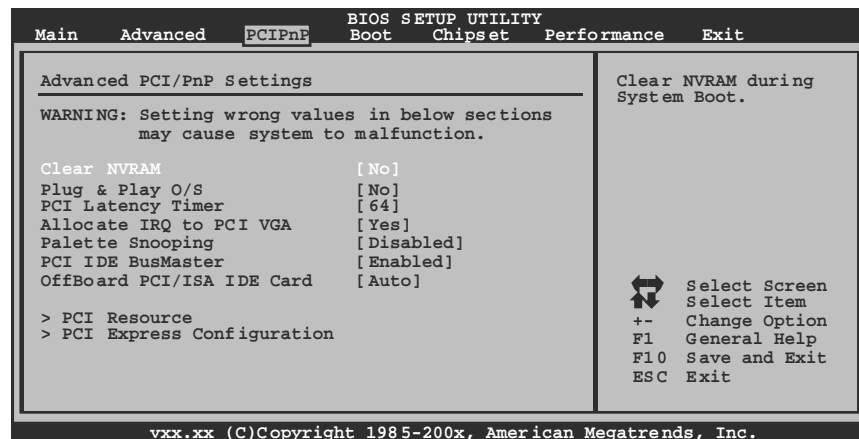 BIOS SETUP UTILITY
Main Advanced PCIPnP Boot Chipset Performance Exit
Advanced PCI/PnP Settings
WARNING: Setting wrong values in below sections
may cause system to malfunction.
Clear NVRAM [No]
Plug & Play O/S [No]
PCI Latency Timer [64]
Allocate IRQ to PCI VGA [Yes]
Palette Snooping [Disabled]
PCI IDE BusMaster [Enabled]
OffBoard PCI/ISA IDE Card [Auto]
> PCI Resource
> PCI Express Configuration
Clear NVRAM during
System Boot.
Select Screen
Select Item
+- Change Option
F1 General Help
F10 Save and Exit
ESC Exit
vxx.xx (C)Copyright 1985-200x, American Megatrends, Inc.